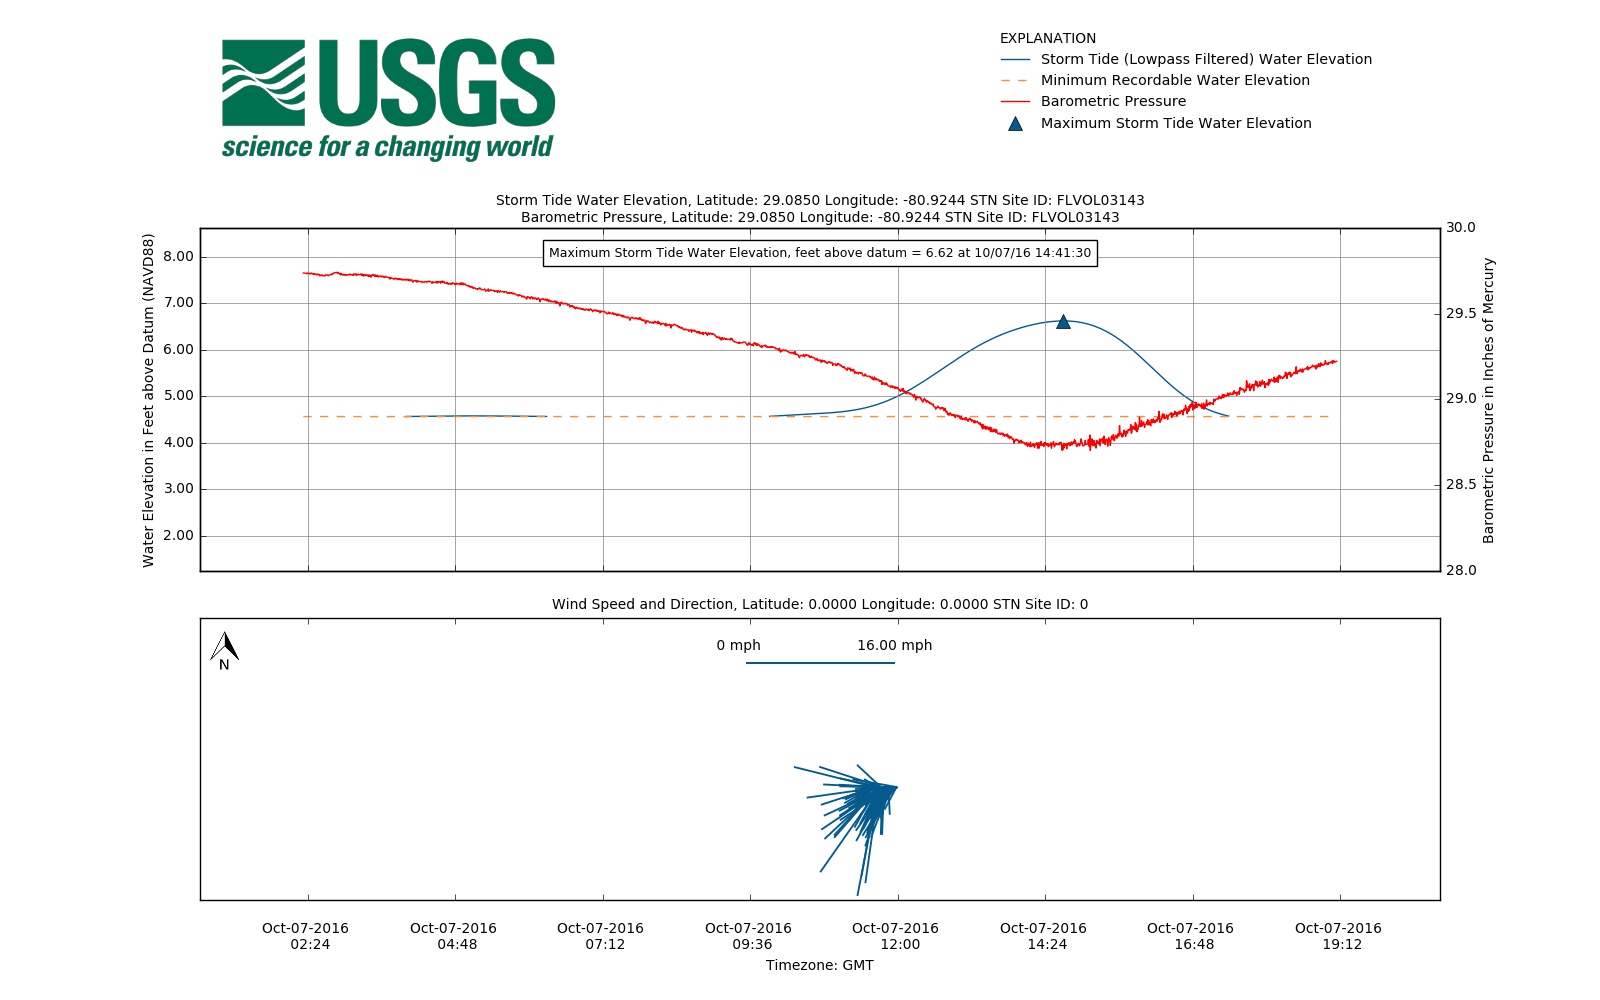 USGS
science for a changing world
EXPLANATION
Storm Tide (Lowpass Filtered) Water Elevation
Minimum Recordable Water Elevation
Barometric Pressure
Maximum Storm Tide Water Elevation
Storm Tide Water Elevation, Latitude: 29.0850 Longitude: -80.9244 STN Site ID: FLVOL03143
Barometric Pressure, Latitude: 29.0850 Longitude: -80.9244 STN Site ID: FLVOL03143
Maximum Storm Tide Water Elevation, feet above datum = 6.62 at 10/07/16 14:41:30
Water Elevation in Feet above Datum (NAVD88)
8.00
7.00
6.00
5.00
4.00
3.00
2.00
30.0
29.5
29.0
28.5
28.0
Barometric Pressure in Inches of Mercury
Wind Speed and Direction, Latitude: 0.0000 Longitude: 0.0000 STN Site ID: 0
N
0 mph
16.00 mph
Oct-07-2016
02:24
Oct-07-2016
04:48
Oct-07-2016
07:12
Oct-07-2016
09:36
Oct-07-2016
12:00
Oct-07-2016
14:24
Oct-07-2016
16:48
Oct-07-2016
19:12
Timezone: GMT